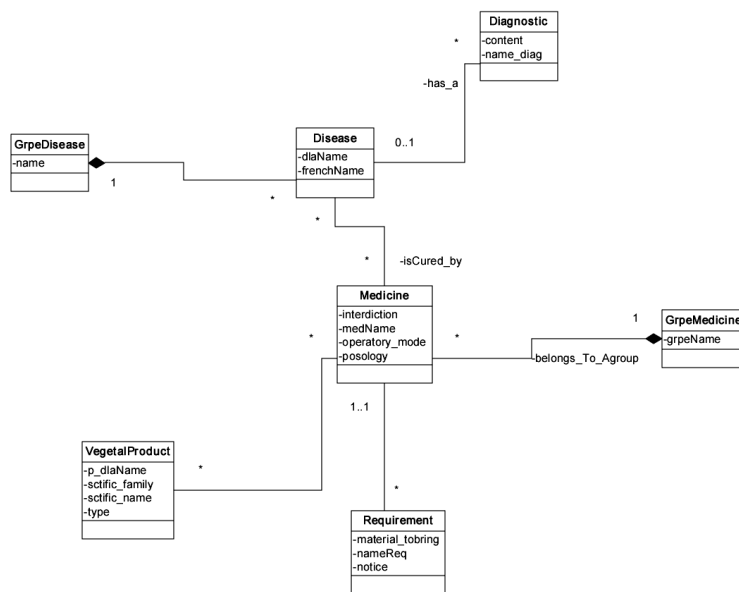 Diagnostic
-content
-name_diag
*
-has_a
0..1
Disease
-dlaName
-frenchName
GrpeDisease
-name
1
*
*
*
-isCured_by
Medicine
-interdiction
-medName
-operatory_mode
-posology
*
*
1
GrpeMedicine
-grpeName
-belongs_To_Agroup
1..1
VegetalProduct
-p_dlaName
-sctific_family
-sctific_name
-type
*
*
Requirement
-material_tobring
-nameReq
-notice